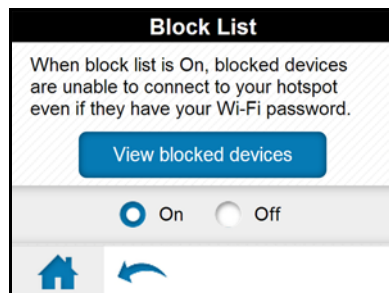 Block List
When block list is On, blocked devices
are unable to connect to your hotspot
even if they have your Wi-Fi password.
View blocked devices
On Off